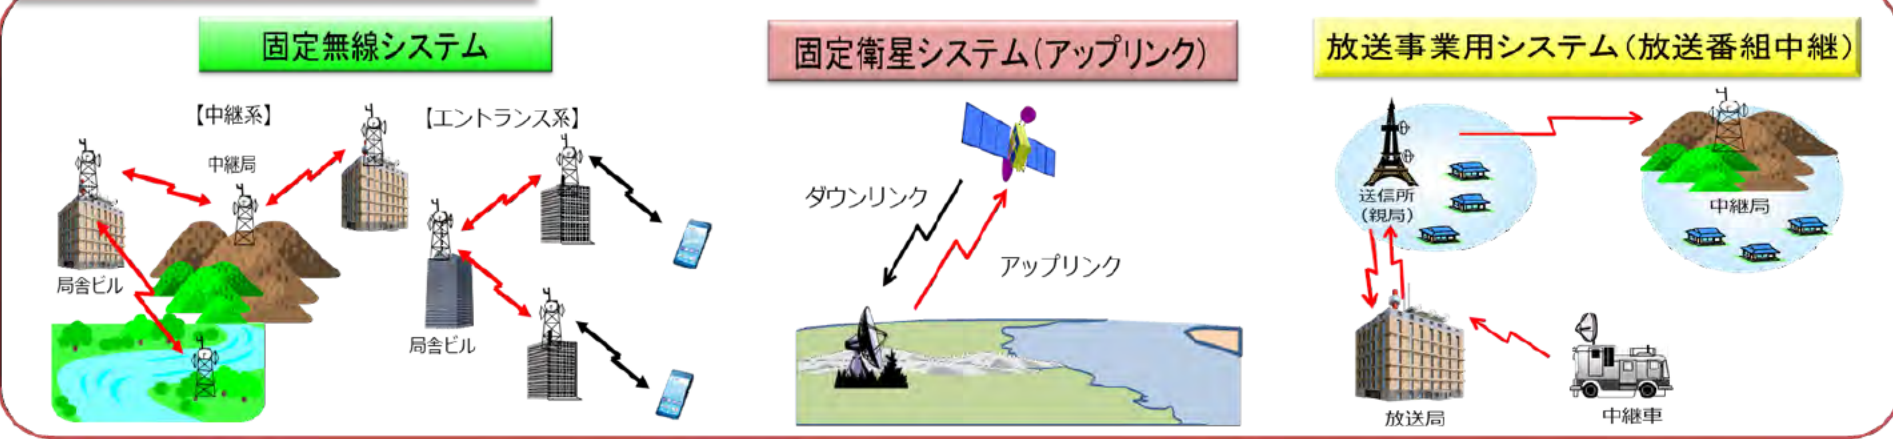 固定無線システム
【中継系】
中継局
局舎ビル
【エントランス系】
局舎ビル
固定衛星システム(アップリンク)
ダウンリンク
アップリンク
放送事業用システム(放送番組中継)
送信所
(親局)
中継局
放送局
中継車